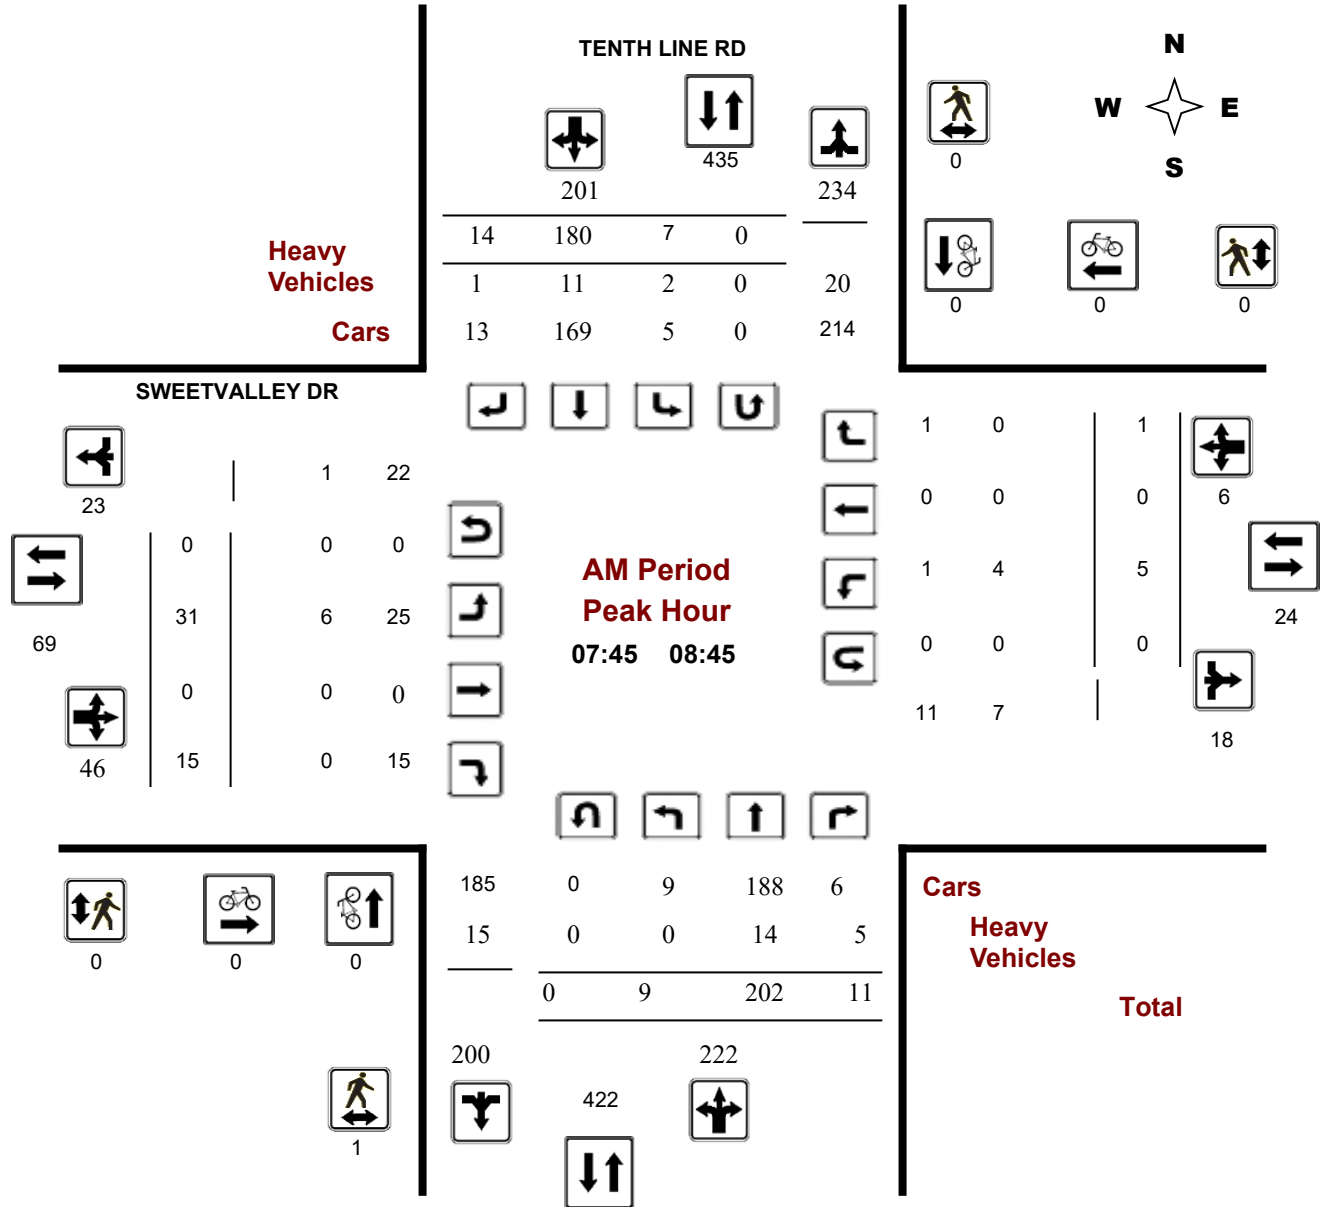 TENTH LINE RD
N
W E
S
435
0
201
234
14 180 7 0
Heavy
Vehicles
1 11 2 0 20
0 0 0
Cars
13 169 5 0 214
SWEETVALLEY DR
1 0 1
1 22
23
0 0 6
0 0 0
AM Period
1 4 5
Peak Hour
31 6 25
24
69
07:45 08:45
0 0 0
0 0 0
11 7
18
46
15 0 15
185 0 9 188 6
Cars
15 0 0 14 5
Heavy
Vehicles
0 0 0
0 9 202 11
Total
200 222
422
1